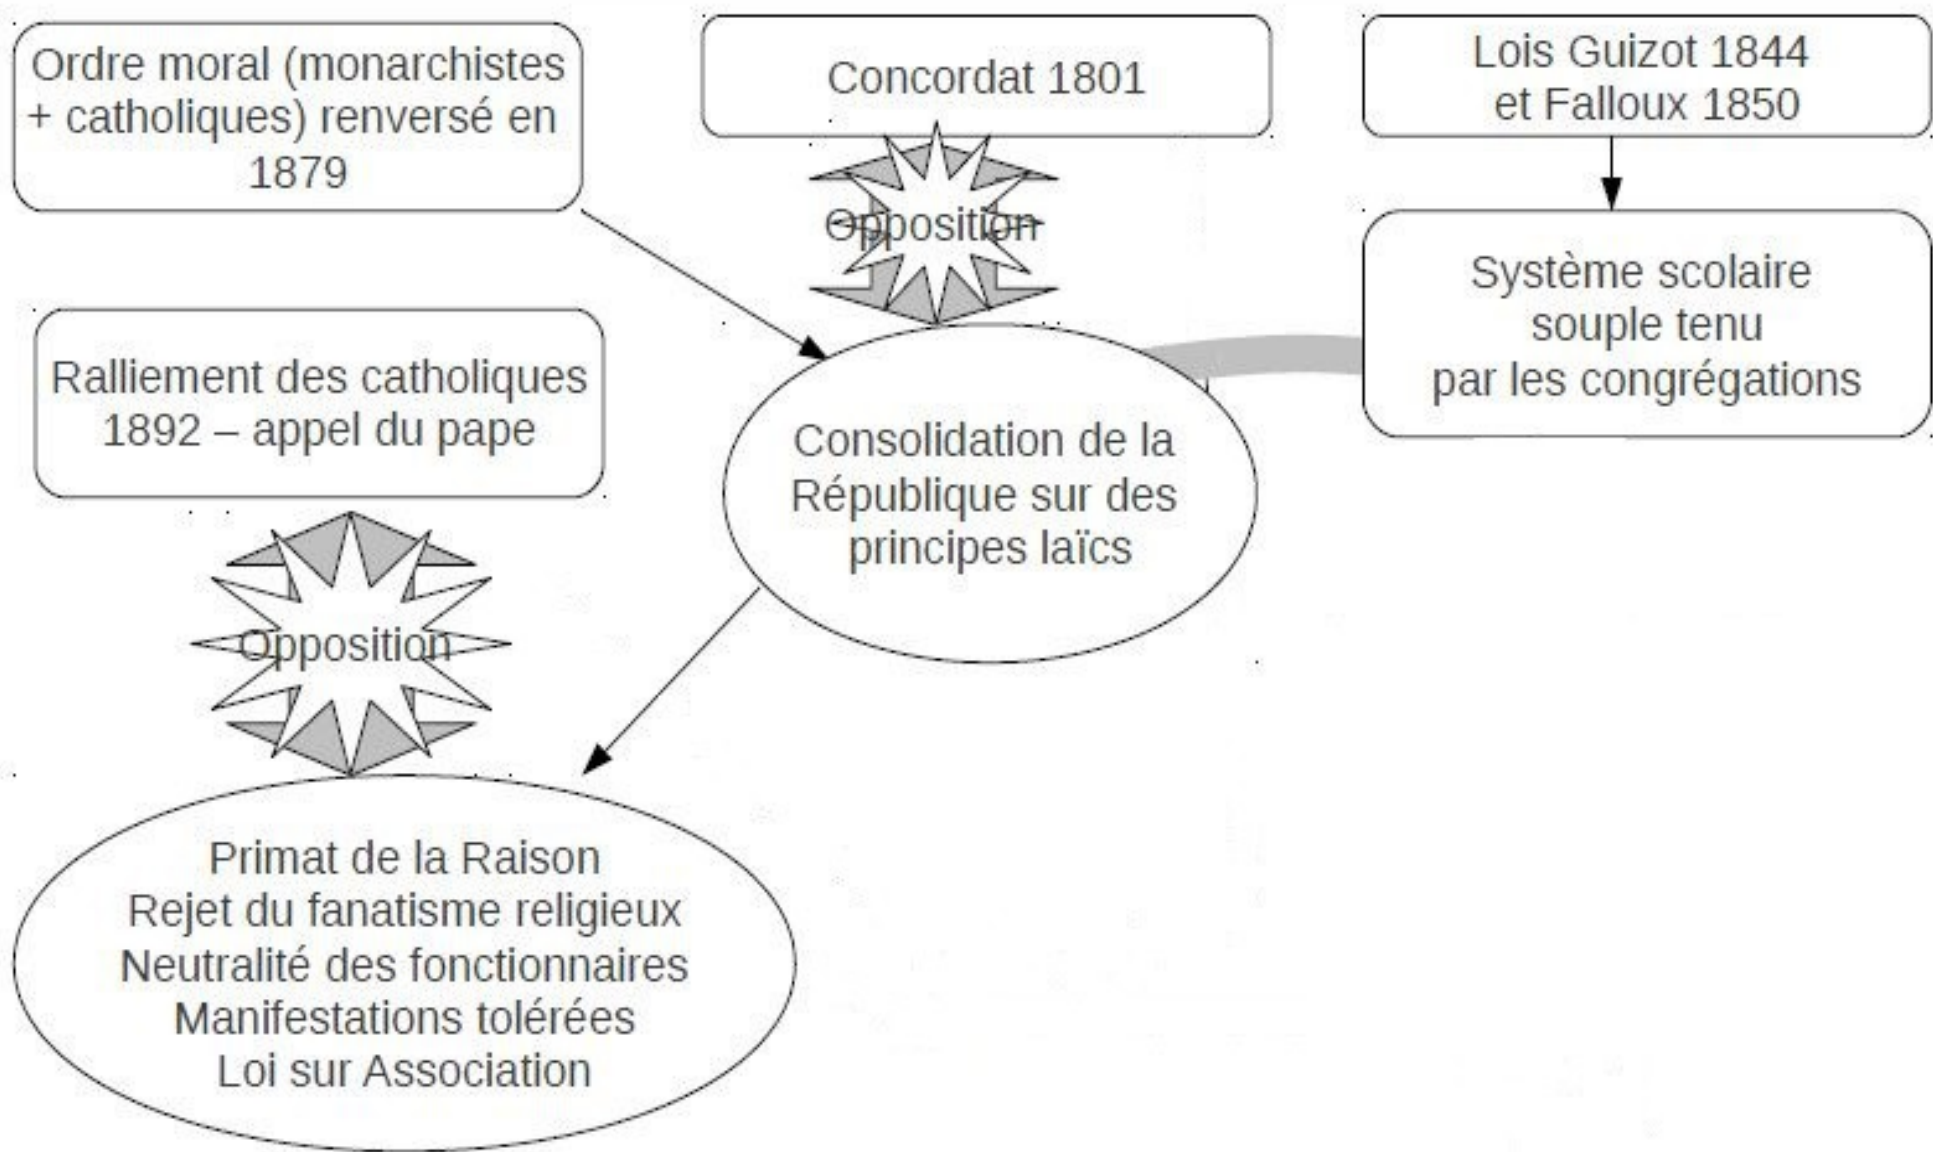 Ordre moral (monarchistes
+ catholiques) renversé en
1879
Concordat 1801
Lois Guizot 1844
et Falloux 1850
Opposition
Système scolaire
souple tenu
par les congrégations
Ralliement des catholiques
1892 – appel du pape
Consolidation de la
République sur des
principes laïcs
Opposition
Primat de la Raison
Rejet du fanatisme religieux
Neutralité des fonctionnaires
Manifestations tolérées
Loi sur Association